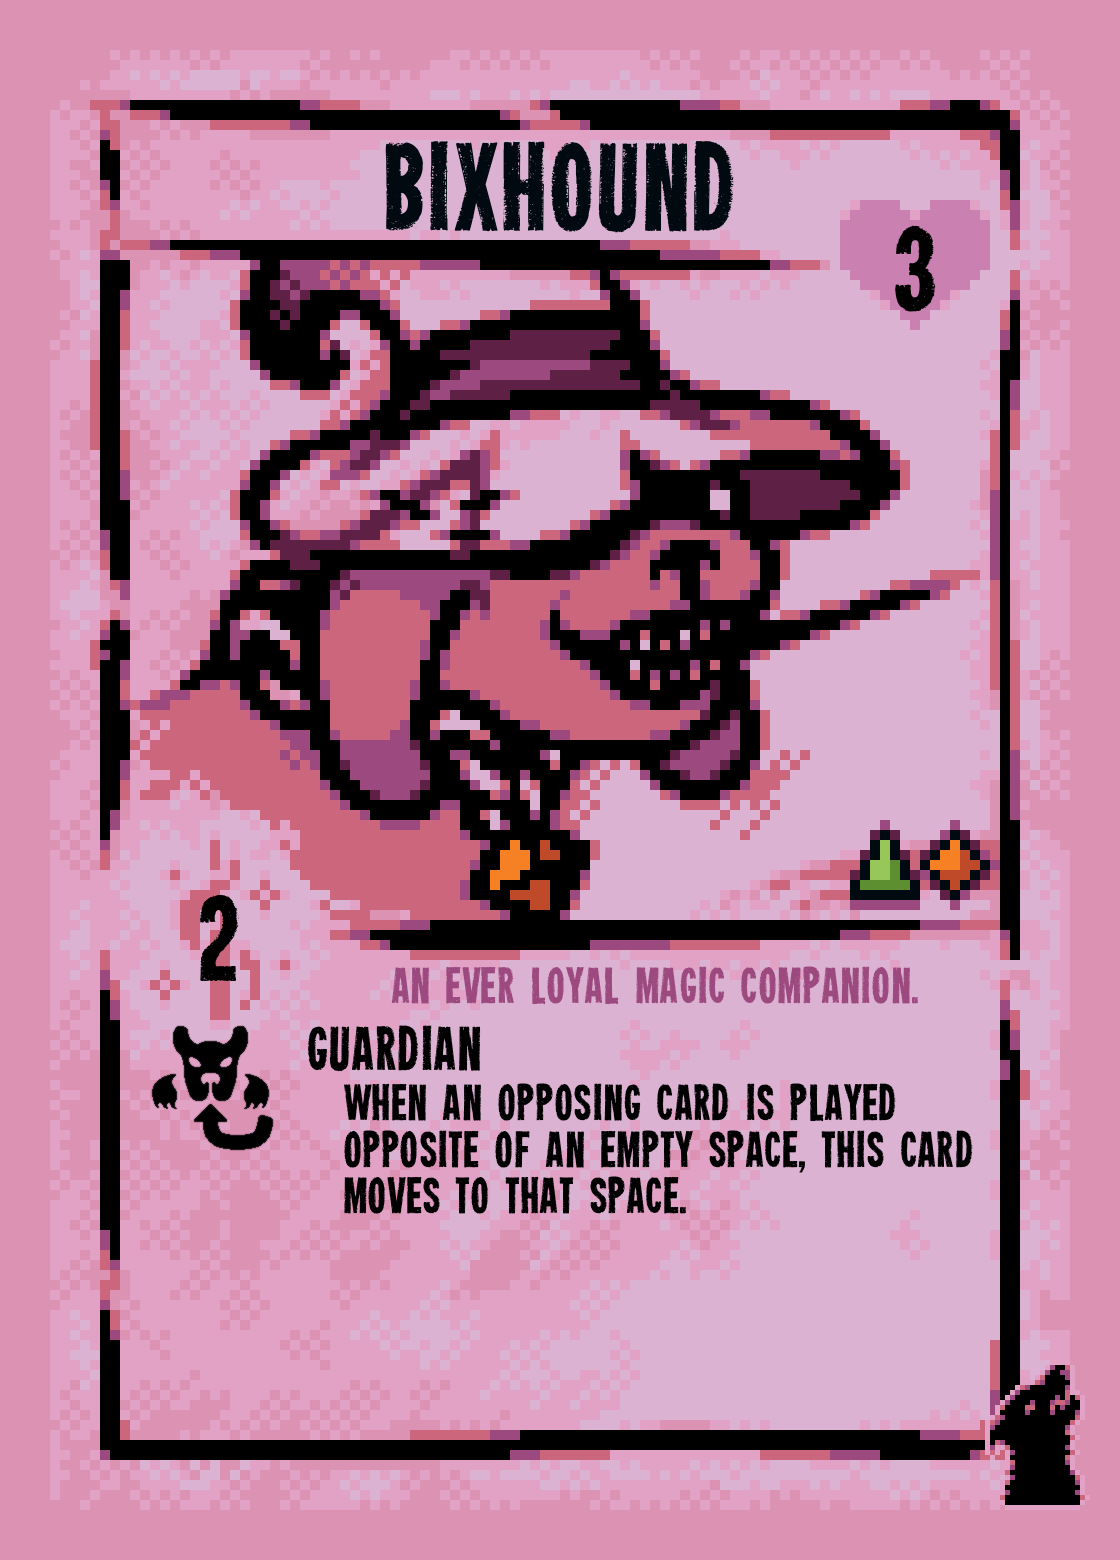 BIXHOUND
3
2
AN EVER LOYAL MAGIC COMPANION.
GUARDIAN
WHEN AN OPPOSING CARD IS PLAYED
OPPOSITE OF AN EMPTY SPACE, THIS CARD
MOVES TO THAT SPACE.